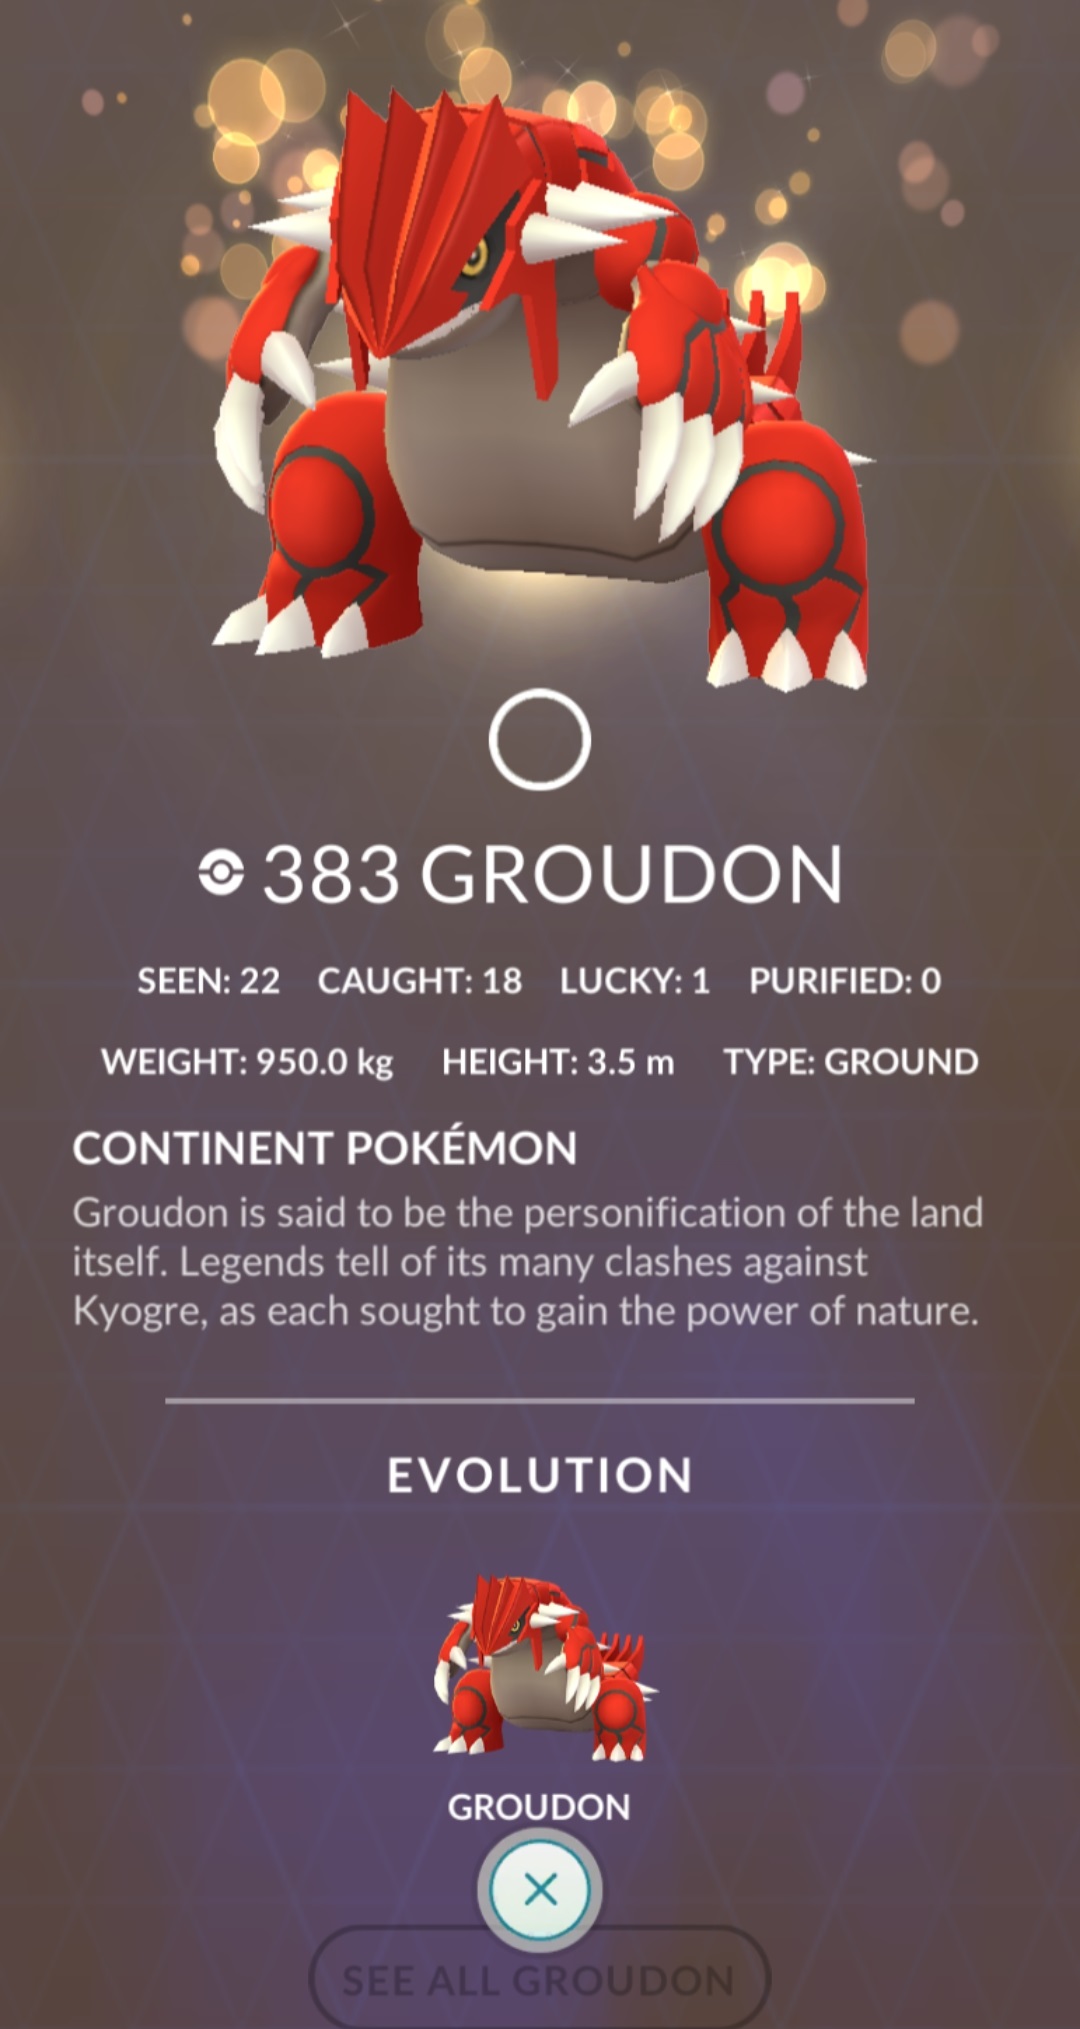 383 GROUDON
SEEN: 22 CAUGHT: 18 LUCKY: 1 PURIFIED: 0
WEIGHT: 950.0 kg HEIGHT: 3.5 m TYPE: GROUND
CONTINENT POKÉMON
Groudon is said to be the personification of the land
itself. Legends tell of its many clashes against
Kyogre, as each sought to gain the power of nature.
EVOLUTION
GROUDON
SEE ALL GROUDON